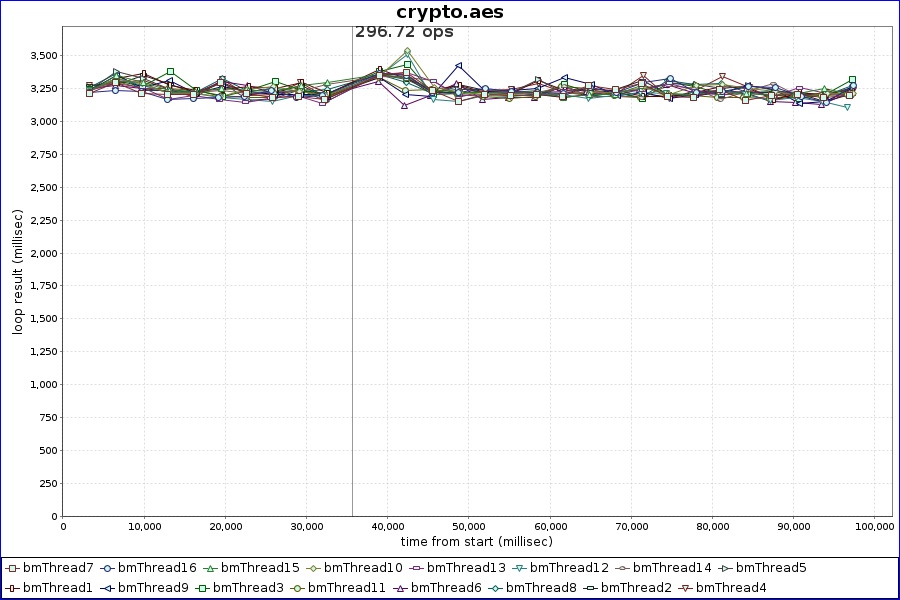 crypto.aes
296.72 ops
3,500
3,250
3,000
2,750
2,500
2,250
2,000
1,750
1,500
1,250
1,000
750
500
250
0
loop result (millisec)
0 10,000 20,000 30,000 40,000 50,000 60,000 70,000 80,000 90,000 100,000
time from start (millisec)
bmThread7 bmThread16 bmThread15 bmThread10 bmThread13 bmThread12 bmThread14 bmThread5
bmThread1 bmThread9 bmThread3 bmThread11 bmThread6 bmThread8 bmThread2 bmThread4